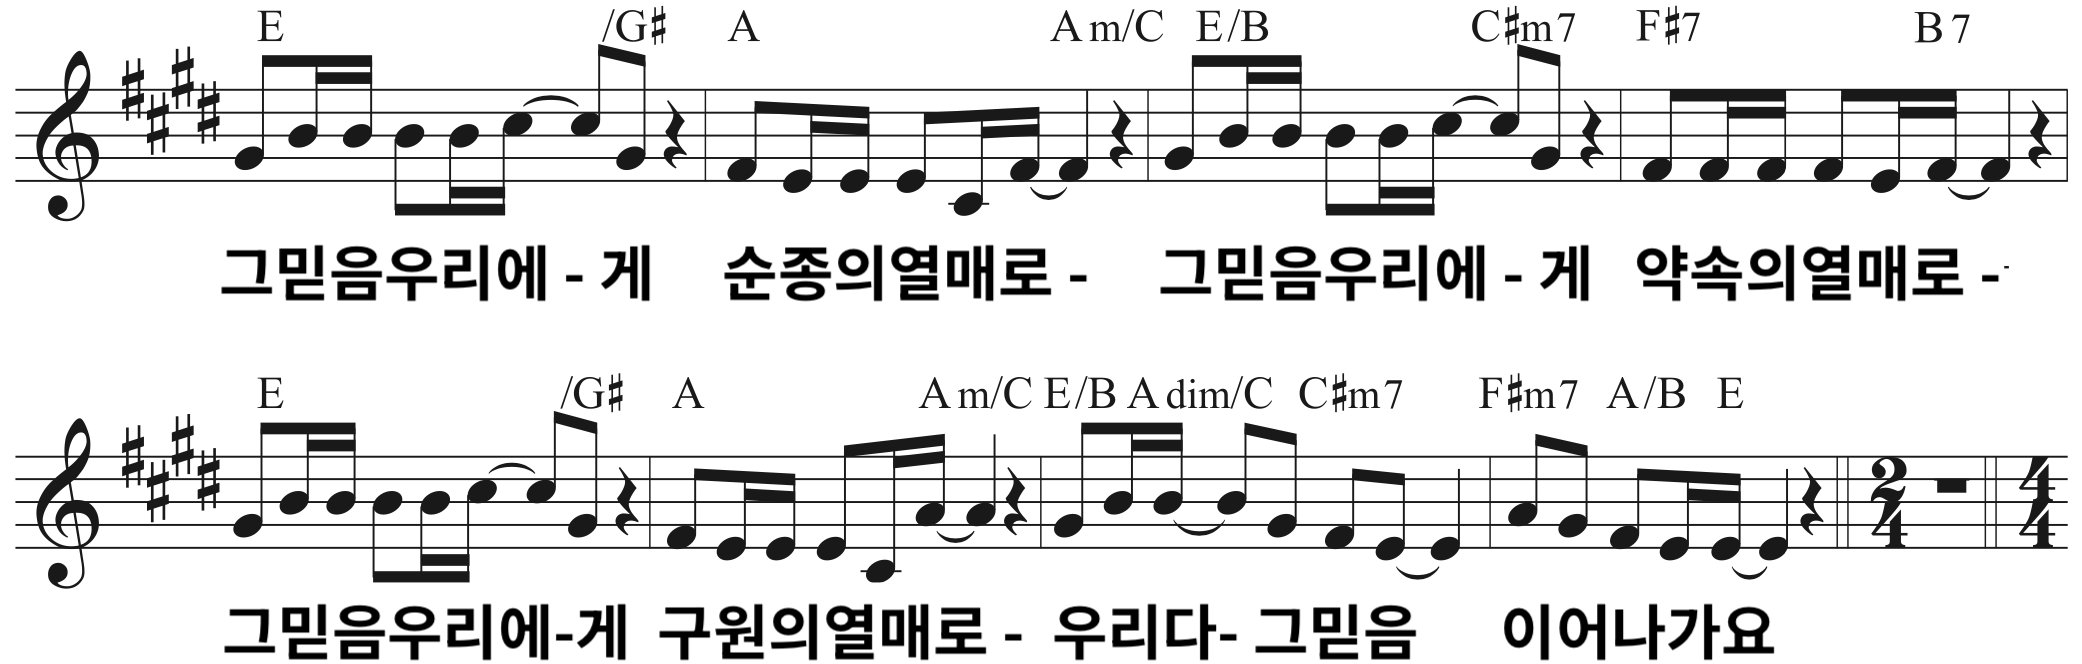 E /G# A Am/C E/B C#m7 F#7 B7
그믿음우리에 - 게 순종의열매로 - 그믿음우리에 - 게 약속의열매로 -
E /G# A Am/C E/B Adim/C C#m7 F#m7 A/B E
2/4 4/4
그믿음우리에-게 구원의열매로 - 우리다- 그믿음 이어나가요